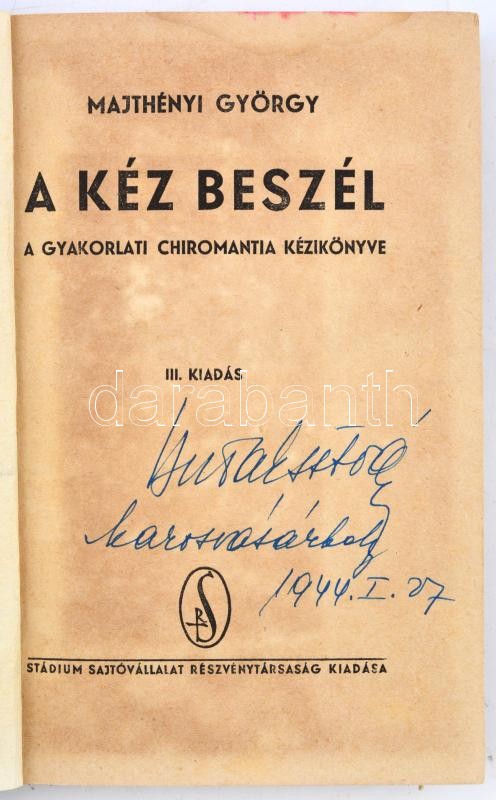 MAJTHÉNYI GYÖRGY
A KÉZ BESZÉL
A GYAKORLATI CHIROMANTIA KÉZIKÖNYVE
III. KIADÁS
darabanth
Marosvásárhely
1944. I. 27
STÁDIUM SAJTÓVÁLLALAT RÉSZVÉNYTÁRSASÁG KIADÁSA